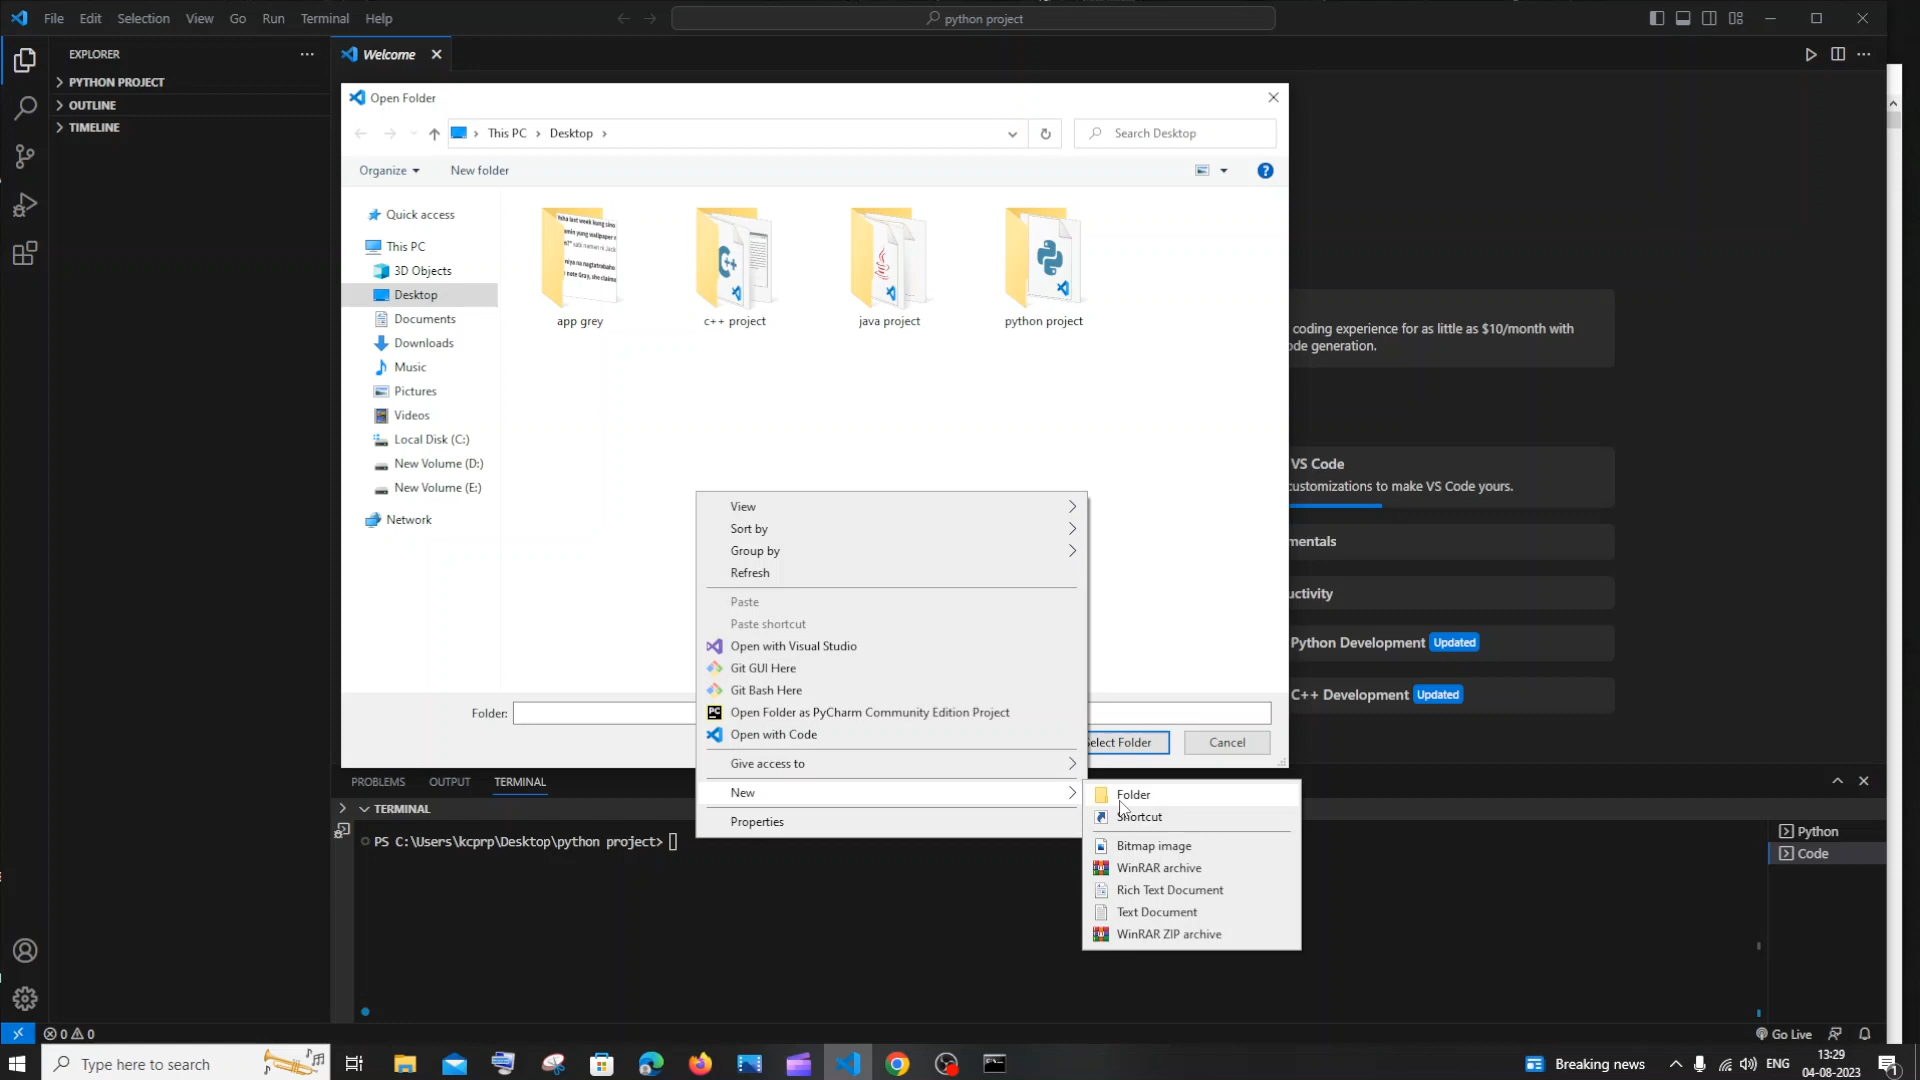 File Edit Selection View Go Run Terminal Help
python project
EXPLORER
Welcome
PYTHON PROJECT
OUTLINE
TIMELINE
Open Folder
This PC Desktop
Search Desktop
Organize New folder
Quick access
This PC
3D Objects
Desktop
Documents
Downloads
Music
Pictures
Videos
Local Disk (C:)
New Volume (D:)
New Volume (E:)
Network
app grey
c++ project
java project
python project
coding experience for as little as $10/month with
ode generation.
VS Code
customizations to make VS Code yours.
mentals
uctivity
Python Development Updated
C++ Development Updated
View
Sort by
Group by
Refresh
Paste
Paste shortcut
Open with Visual Studio
Git GUI Here
Git Bash Here
Open Folder as PyCharm Community Edition Project
Open with Code
Give access to
New
Properties
Folder:
Select Folder
Cancel
Folder
Shortcut
Bitmap image
WinRAR archive
Rich Text Document
Text Document
WinRAR ZIP archive
PROBLEMS OUTPUT TERMINAL
TERMINAL
PS C:\Users\kcprp\Desktop\python project>
Python
Code
0 0
Go Live
Type here to search
Breaking news
ENG
13:29
04-08-2023